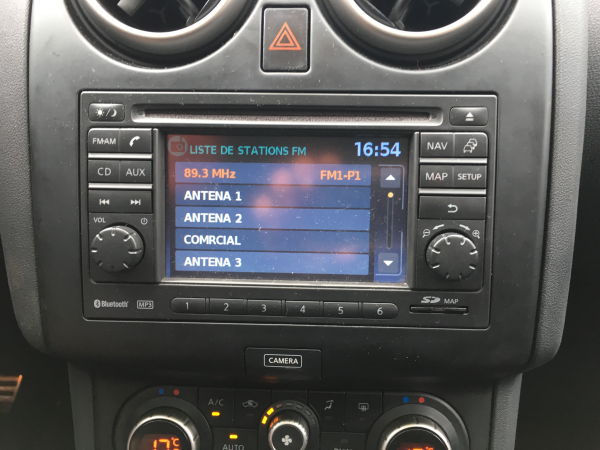 FM·AM
CD AUX
VOL
Bluetooth MP3
LISTE DE STATIONS FM 16:54
89.3 MHz FM1-P1
ANTENA 1
ANTENA 2
COMRCIAL
ANTENA 3
NAV
MAP SETUP
1 2 3 4 5 6
SD MAP
CAMERA
A/C
AUTO
17°C